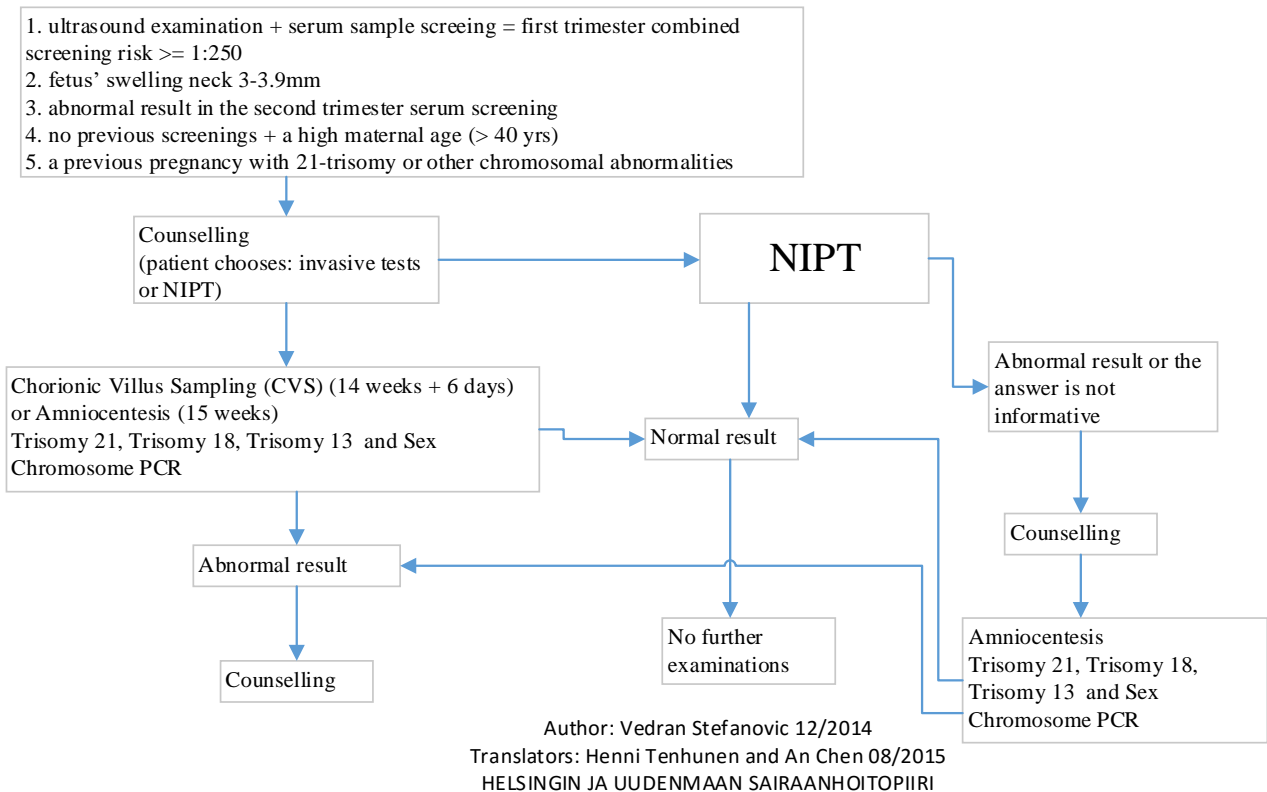 1. ultrasound examination + serum sample screeing = first trimester combined
screening risk >= 1:250
2. fetus’ swelling neck 3-3.9mm
3. abnormal result in the second trimester serum screening
4. no previous screenings + a high maternal age (> 40 yrs)
5. a previous pregnancy with 21-trisomy or other chromosomal abnormalities
Counselling
(patient chooses: invasive tests
or NIPT)
NIPT
Chorionic Villus Sampling (CVS) (14 weeks + 6 days)
or Amniocentesis (15 weeks)
Trisomy 21, Trisomy 18, Trisomy 13 and Sex
Chromosome PCR
Normal result
Abnormal result or the
answer is not
informative
Counselling
Abnormal result
No further
examinations
Amniocentesis
Trisomy 21, Trisomy 18,
Trisomy 13 and Sex
Chromosome PCR
Counselling
Author: Vedran Stefanovic 12/2014
Translators: Henni Tenhunen and An Chen 08/2015
HELSINGIN JA UUDENMAAN SAIRAANHOITOPIIRI